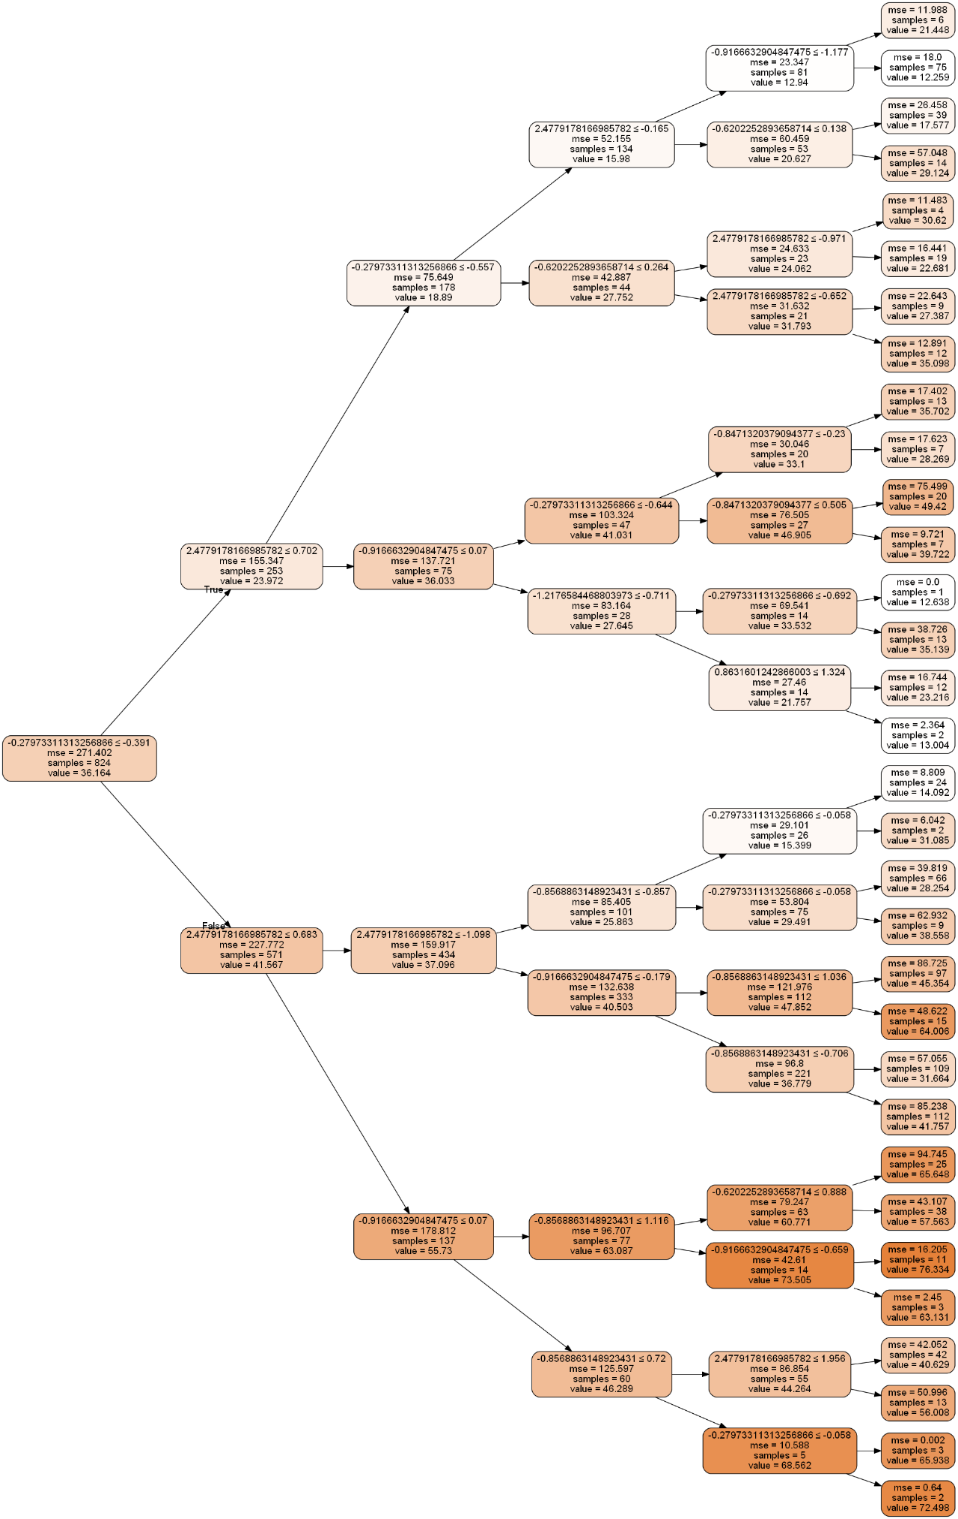 -0.27973311313256866 ≤ -0.391
mse = 271.402
samples = 824
value = 36.164
True
2.4779178166985782 ≤ 0.702
mse = 155.347
samples = 253
value = 23.972
False
2.4779178166985782 ≤ 0.683
mse = 227.772
samples = 571
value = 41.567
-0.27973311313256866 ≤ -0.557
mse = 75.649
samples = 178
value = 18.89
-0.9166632904847475 ≤ 0.07
mse = 137.721
samples = 75
value = 36.033
2.4779178166985782 ≤ -1.098
mse = 159.917
samples = 434
value = 37.096
-0.9166632904847475 ≤ 0.07
mse = 178.812
samples = 137
value = 55.73
2.4779178166985782 ≤ -0.165
mse = 52.155
samples = 134
value = 15.98
-0.6202252893658714 ≤ 0.264
mse = 42.887
samples = 44
value = 27.752
-0.27973311313256866 ≤ -0.644
mse = 103.324
samples = 47
value = 41.031
-1.2176584468803973 ≤ -0.711
mse = 83.164
samples = 28
value = 27.645
-0.8568863148923431 ≤ -0.857
mse = 85.405
samples = 101
value = 25.863
-0.9166632904847475 ≤ -0.179
mse = 132.638
samples = 333
value = 40.503
-0.8568863148923431 ≤ 1.116
mse = 96.707
samples = 77
value = 63.087
-0.8568863148923431 ≤ 0.72
mse = 125.597
samples = 60
value = 46.289
-0.9166632904847475 ≤ -1.177
mse = 23.347
samples = 81
value = 12.94
-0.6202252893658714 ≤ 0.138
mse = 60.459
samples = 53
value = 20.627
2.4779178166985782 ≤ -0.971
mse = 24.633
samples = 23
value = 24.062
2.4779178166985782 ≤ -0.652
mse = 31.632
samples = 21
value = 31.793
-0.8471320379094377 ≤ -0.23
mse = 30.046
samples = 20
value = 33.1
-0.8471320379094377 ≤ 0.505
mse = 76.505
samples = 27
value = 46.905
-0.27973311313256866 ≤ -0.692
mse = 69.541
samples = 14
value = 33.532
0.8631601242866003 ≤ 1.324
mse = 27.46
samples = 14
value = 21.757
-0.27973311313256866 ≤ -0.058
mse = 29.101
samples = 26
value = 15.399
-0.27973311313256866 ≤ -0.058
mse = 53.804
samples = 75
value = 29.491
-0.8568863148923431 ≤ 1.036
mse = 121.976
samples = 112
value = 47.852
-0.8568863148923431 ≤ -0.706
mse = 96.8
samples = 221
value = 36.779
-0.6202252893658714 ≤ 0.888
mse = 79.247
samples = 63
value = 60.771
-0.9166632904847475 ≤ -0.659
mse = 42.61
samples = 14
value = 73.505
2.4779178166985782 ≤ 1.956
mse = 86.854
samples = 55
value = 44.264
-0.27973311313256866 ≤ -0.058
mse = 10.588
samples = 5
value = 68.562
mse = 11.988
samples = 6
value = 21.448
mse = 18.0
samples = 75
value = 12.259
mse = 26.458
samples = 39
value = 17.577
mse = 57.048
samples = 14
value = 29.124
mse = 11.483
samples = 4
value = 30.62
mse = 16.441
samples = 19
value = 22.681
mse = 22.643
samples = 9
value = 27.387
mse = 12.891
samples = 12
value = 35.098
mse = 17.402
samples = 13
value = 35.702
mse = 17.623
samples = 7
value = 28.269
mse = 75.499
samples = 20
value = 49.42
mse = 9.721
samples = 7
value = 39.722
mse = 0.0
samples = 1
value = 12.638
mse = 38.726
samples = 13
value = 35.139
mse = 16.744
samples = 12
value = 23.216
mse = 2.364
samples = 2
value = 13.004
mse = 8.809
samples = 24
value = 14.092
mse = 6.042
samples = 2
value = 31.085
mse = 39.819
samples = 66
value = 28.254
mse = 62.932
samples = 9
value = 38.558
mse = 86.725
samples = 97
value = 45.354
mse = 48.622
samples = 15
value = 64.006
mse = 57.055
samples = 109
value = 31.664
mse = 85.238
samples = 112
value = 41.757
mse = 94.745
samples = 25
value = 65.648
mse = 43.107
samples = 38
value = 57.563
mse = 16.205
samples = 11
value = 76.334
mse = 2.45
samples = 3
value = 63.131
mse = 42.052
samples = 42
value = 40.629
mse = 50.996
samples = 13
value = 56.008
mse = 0.002
samples = 3
value = 65.938
mse = 0.64
samples = 2
value = 72.498